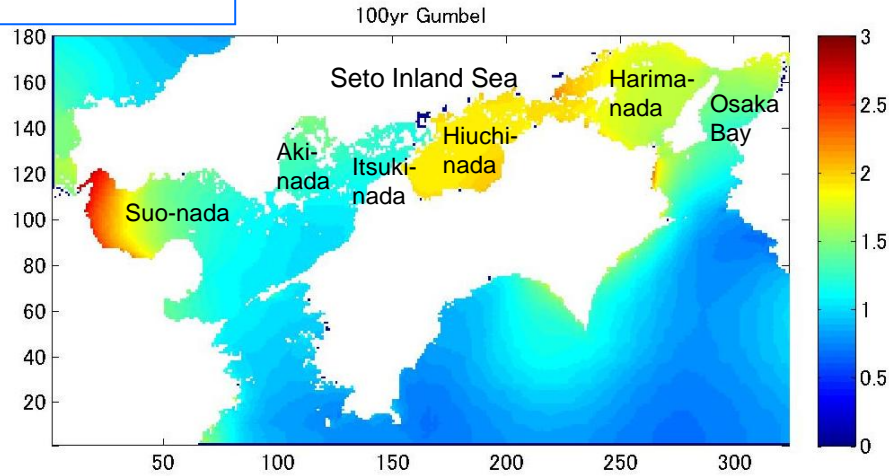 100yr Gumbel
180
160
140
120
100
80
60
40
20
50
100
150
200
250
300
Seto Inland Sea
Harima-
nada
Osaka
Bay
Aki-
nada
Itsuki-
nada
Hiuchi-
nada
Suo-nada
3
2.5
2
1.5
1
0.5
0